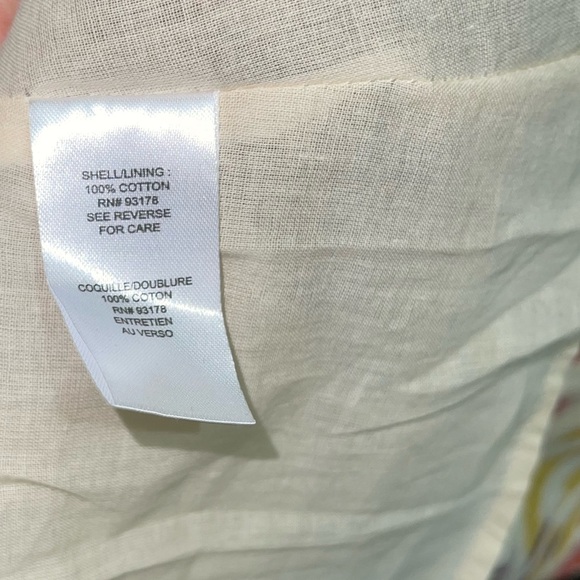 SHELL/LINING :
100% COTTON
RN# 93178
SEE REVERSE
FOR CARE
COQUILLE/DOUBLURE
100% COTON
RN# 93178
ENTRETIEN
AU VERSO